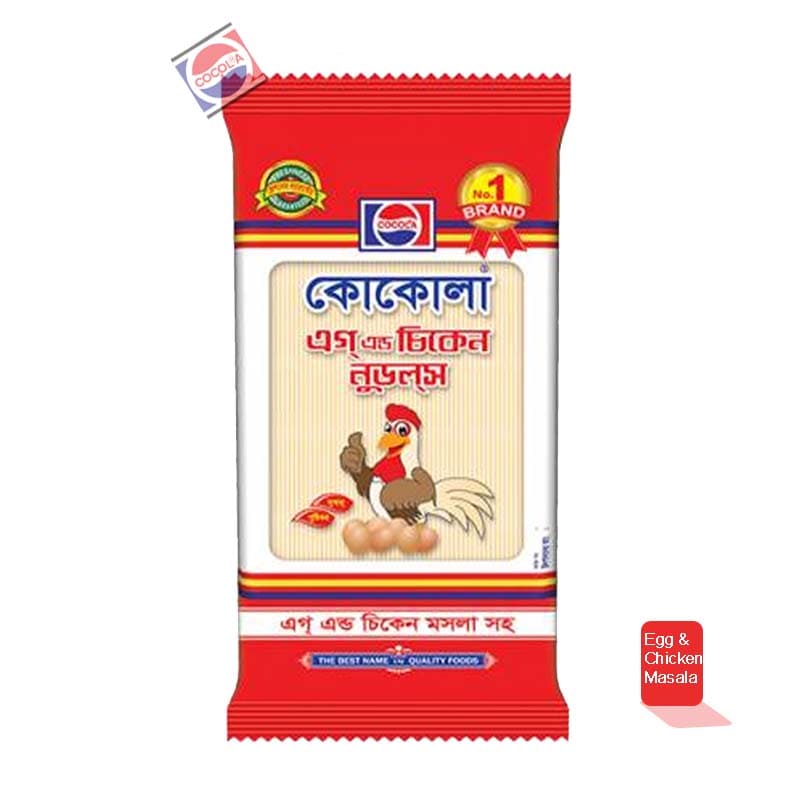 COCOLA
No. 1
BRAND
COCOLA
কোকোলা®
এগ্ এন্ড চিকেন
নুডল্স
এগ্ এন্ড চিকেন মসলা সহ
THE BEST NAME IN QUALITY FOODS
Egg &
Chicken
Masala